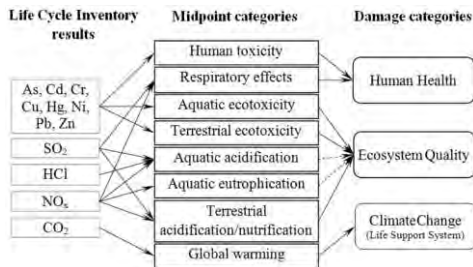 Life Cycle Inventory
results
Midpoint categories
Damage categories
As, Cd, Cr,
Cu, Hg, Ni,
Pb, Zn
SO2
HCl
NOx
CO2
Human toxicity
Respiratory effects
Aquatic ecotoxicity
Terrestrial ecotoxicity
Aquatic acidification
Aquatic eutrophication
Terrestrial
acidification/nutrification
Global warming
Human Health
Ecosystem Quality
ClimateChange
(Life Support System)